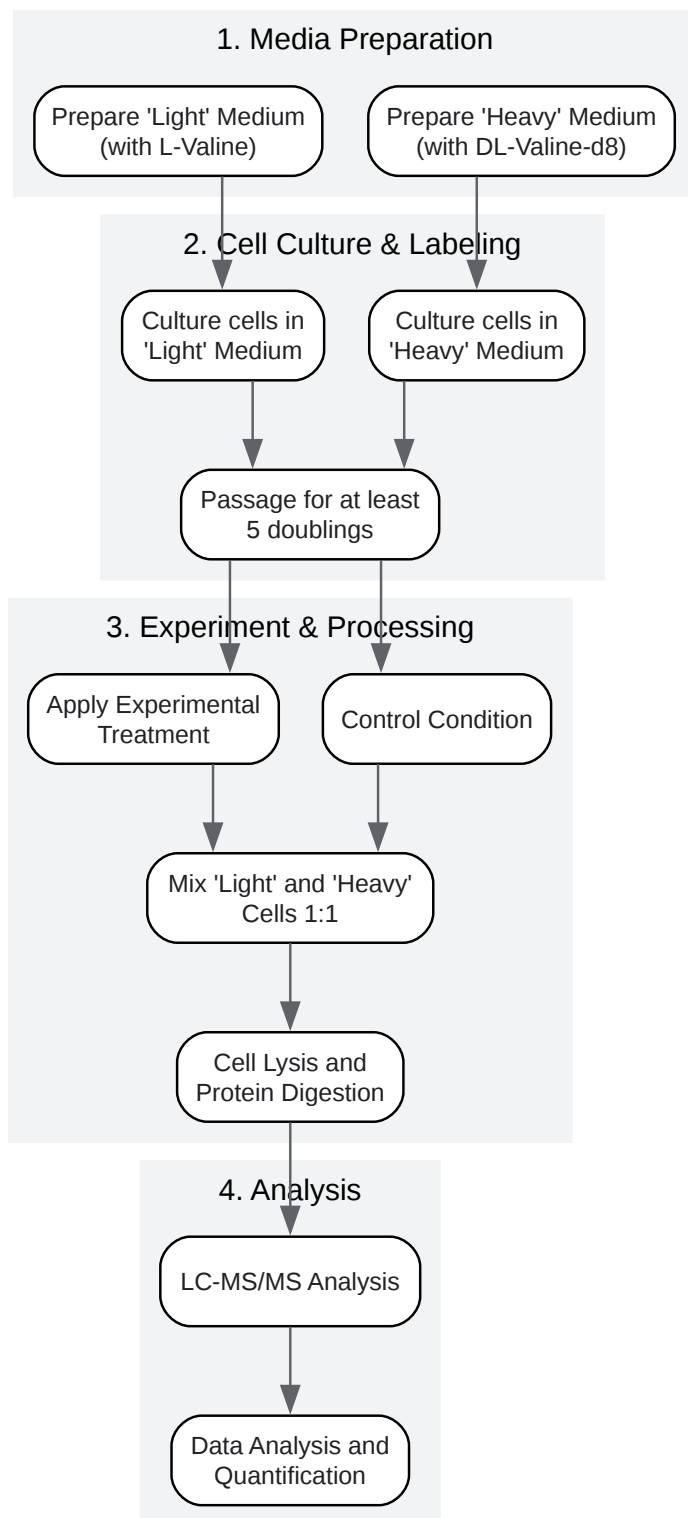 1. Media Preparation
Prepare 'Light' Medium
(with L-Valine)
Prepare 'Heavy' Medium
(with DL-Valine-d8)
2. Cell Culture & Labeling
Culture cells in
'Light' Medium
Culture cells in
'Heavy' Medium
Passage for at least
5 doublings
3. Experiment & Processing
Apply Experimental
Treatment
Control Condition
Mix 'Light' and 'Heavy'
Cells 1:1
Cell Lysis and
Protein Digestion
4. Analysis
LC-MS/MS Analysis
Data Analysis and
Quantification